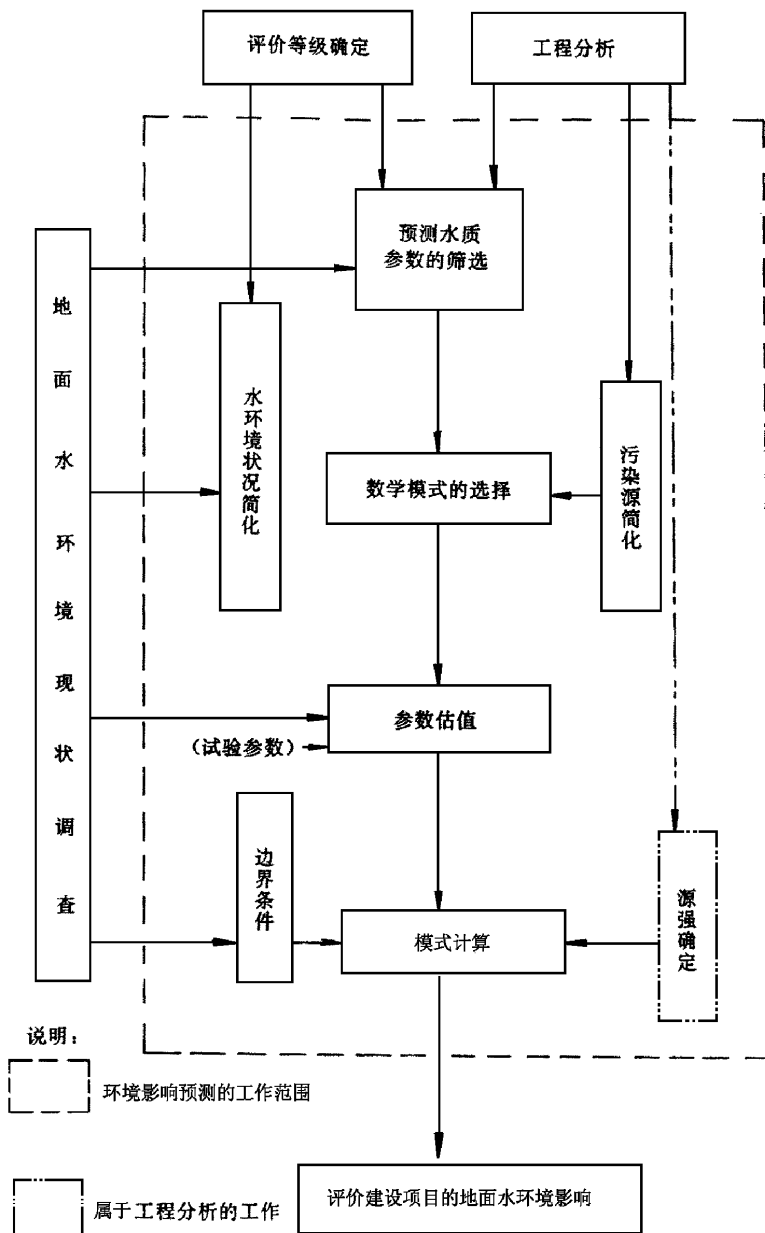 评价等级确定
工程分析
预测水质
参数的筛选
地面水环境现状调查
水环境状况简化
数学模式的选择
污染源简化
参数估值
(试验参数)
边界条件
模式计算
源强确定
说明：
环境影响预测的工作范围
评价建设项目的地面水环境影响
属于工程分析的工作